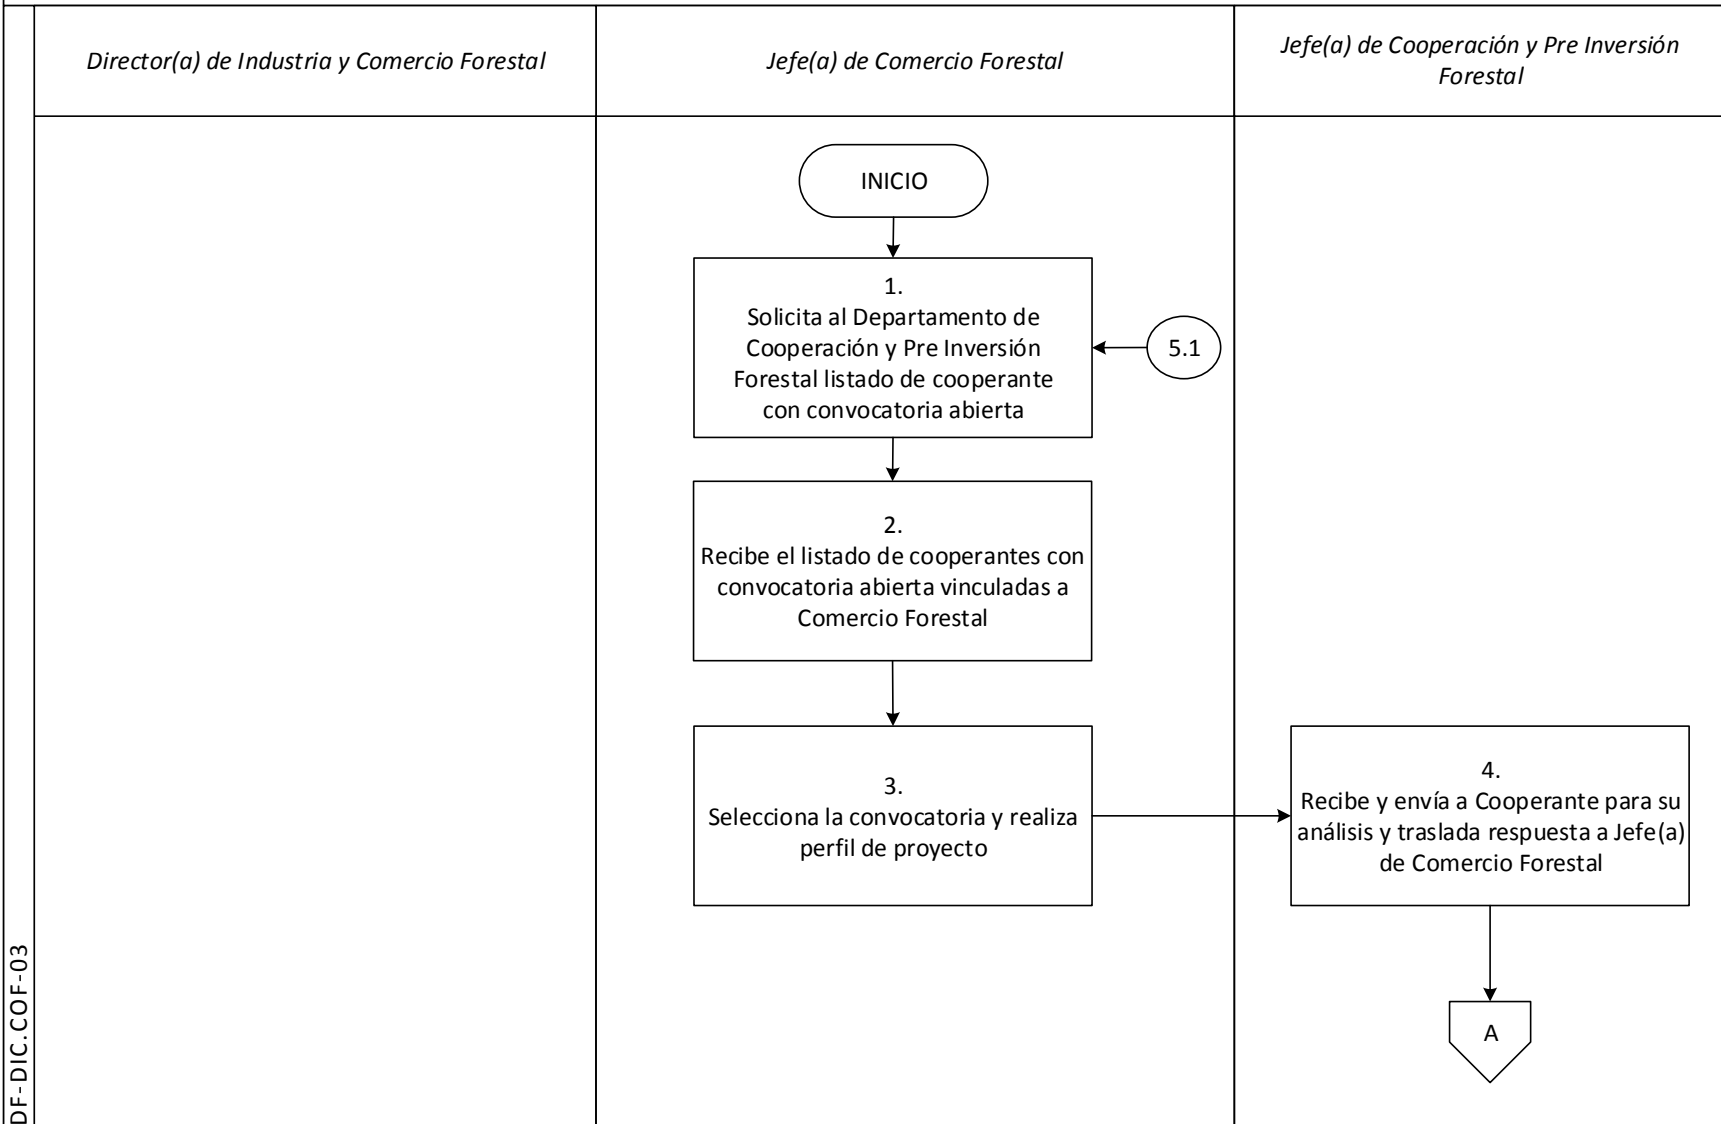 Director(a) de Industria y Comercio Forestal
Jefe(a) de Comercio Forestal
Jefe(a) de Cooperación y Pre Inversión
Forestal
INICIO
1.
Solicita al Departamento de
Cooperación y Pre Inversión
Forestal listado de cooperante
con convocatoria abierta
5.1
2.
Recibe el listado de cooperantes con
convocatoria abierta vinculadas a
Comercio Forestal
3.
Selecciona la convocatoria y realiza
perfil de proyecto
4.
Recibe y envía a Cooperante para su
análisis y traslada respuesta a Jefe(a)
de Comercio Forestal
A
DF-DIC.COF-03